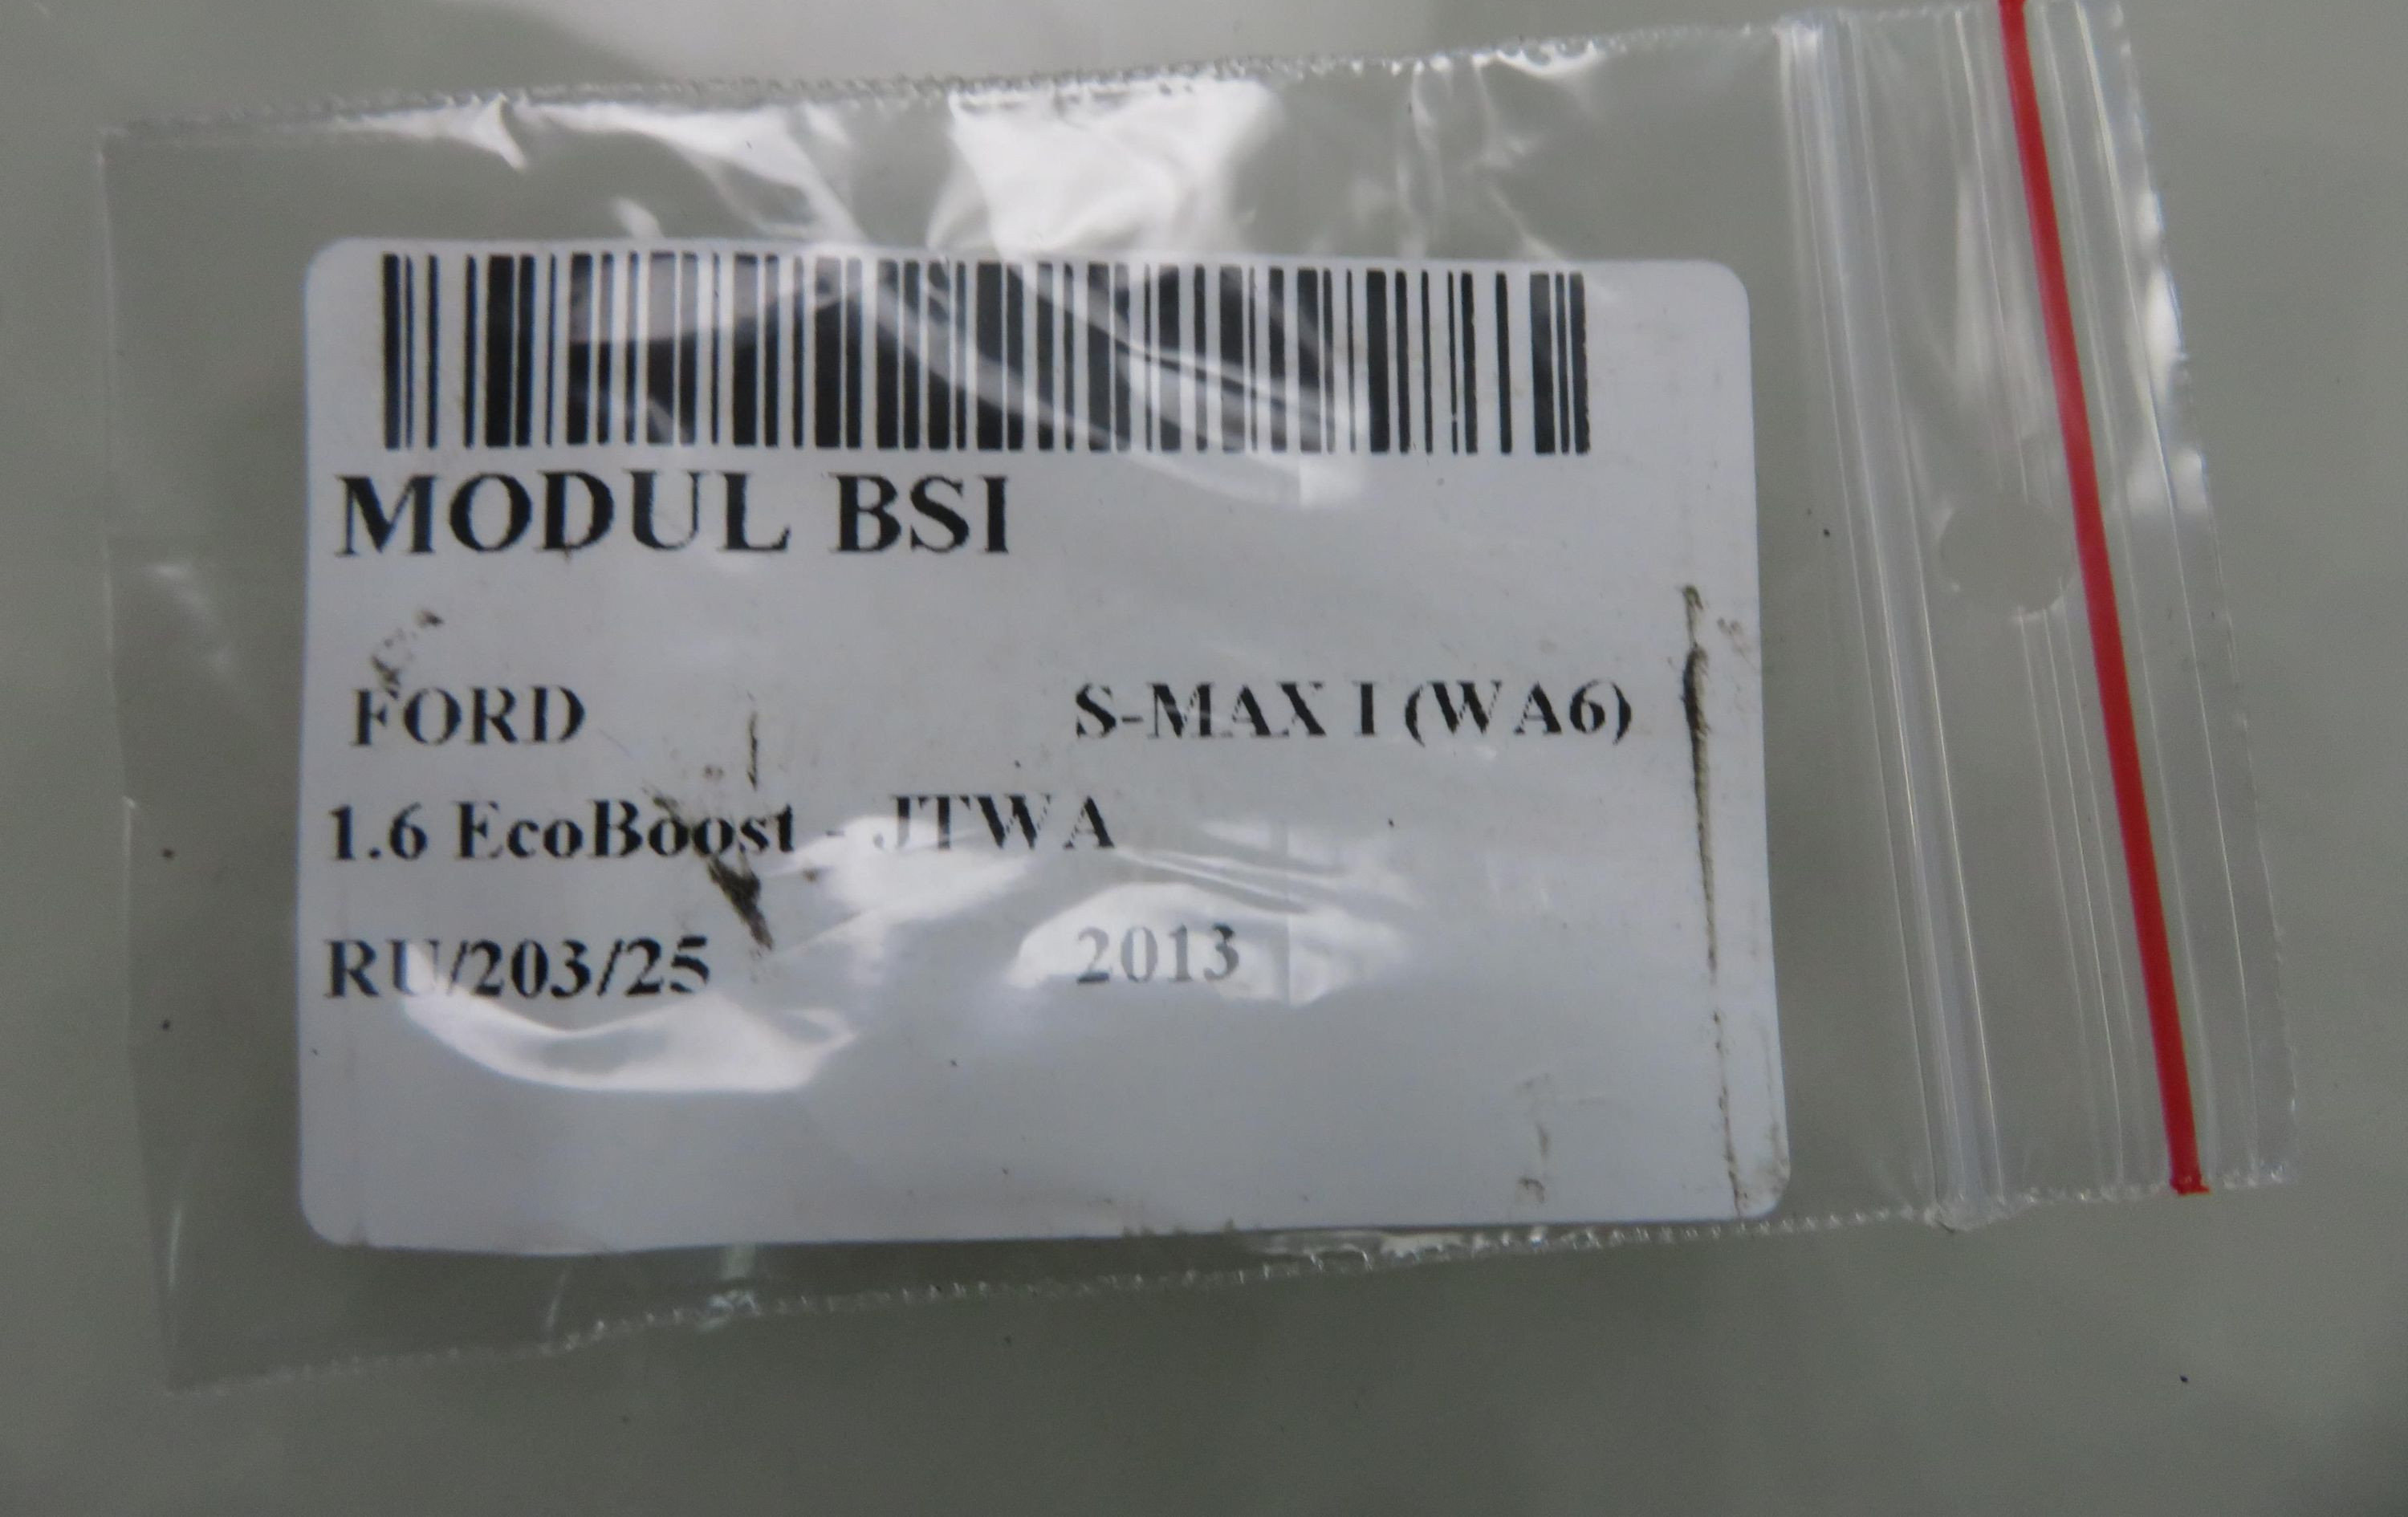 MODUL BSI
FORD S-MAX I (WA6)
1.6 EcoBoost - JTWA
RU/203/25 2013